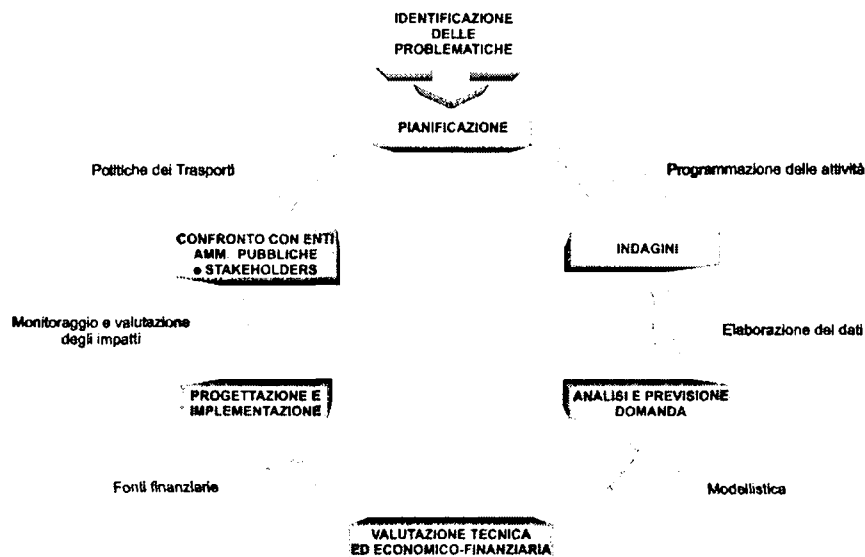 IDENTIFICAZIONE
DELLE
PROBLEMATICHE
PIANIFICAZIONE
Politiche dei Trasporti
Programmazione delle attività
CONFRONTO CON ENTI
AMM. PUBBLICHE
e STAKEHOLDERS
INDAGINI
Monitoraggio e valutazione
degli impatti
Elaborazione dei dati
PROGETTAZIONE E
IMPLEMENTAZIONE
ANALISI E PREVISIONE
DOMANDA
Fonti finanziarie
Modellistica
VALUTAZIONE TECNICA
ED ECONOMICO-FINANZIARIA